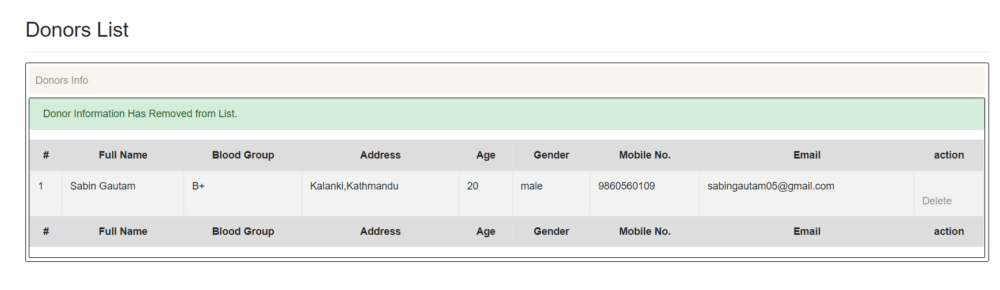 Donors List
Donors Info
Donor Information Has Removed from List.
# Full Name Blood Group Address Age Gender Mobile No. Email action
1 Sabin Gautam B+ Kalanki,Kathmandu 20 male 9860560109 sabingautam05@gmail.com
Delete
# Full Name Blood Group Address Age Gender Mobile No. Email action